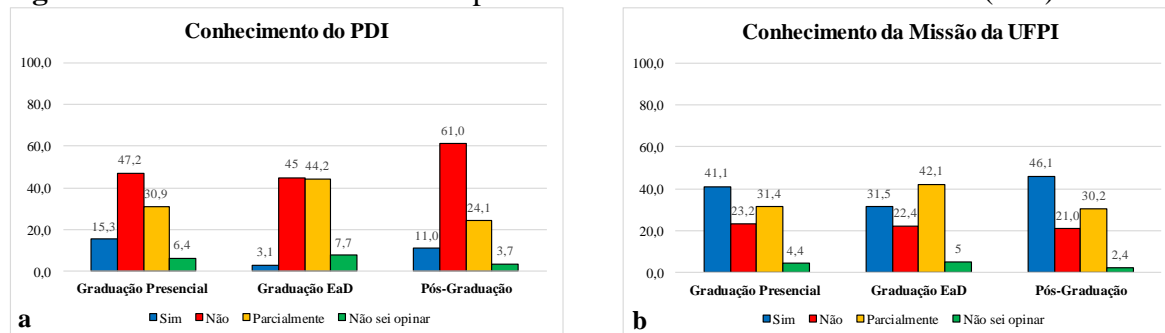 Conhecimento do PDI
100,0
80,0
60,0
40,0
20,0
0,0
47,2
61,0
45
44,2
30,9
24,1
15,3
11,0
6,4
3,1
7,7
3,7
Graduação Presencial
Graduação EaD
Pós-Graduação
a
Sim
Não
Parcialmente
Não sei opinar
Conhecimento da Missão da UFPI
100,0
80,0
60,0
40,0
20,0
0,0
41,1
23,2
31,4
4,4
31,5
22,4
42,1
5
46,1
21,0
30,2
2,4
Graduação Presencial
Graduação EaD
Pós-Graduação
b
Sim
Não
Parcialmente
Não sei opinar